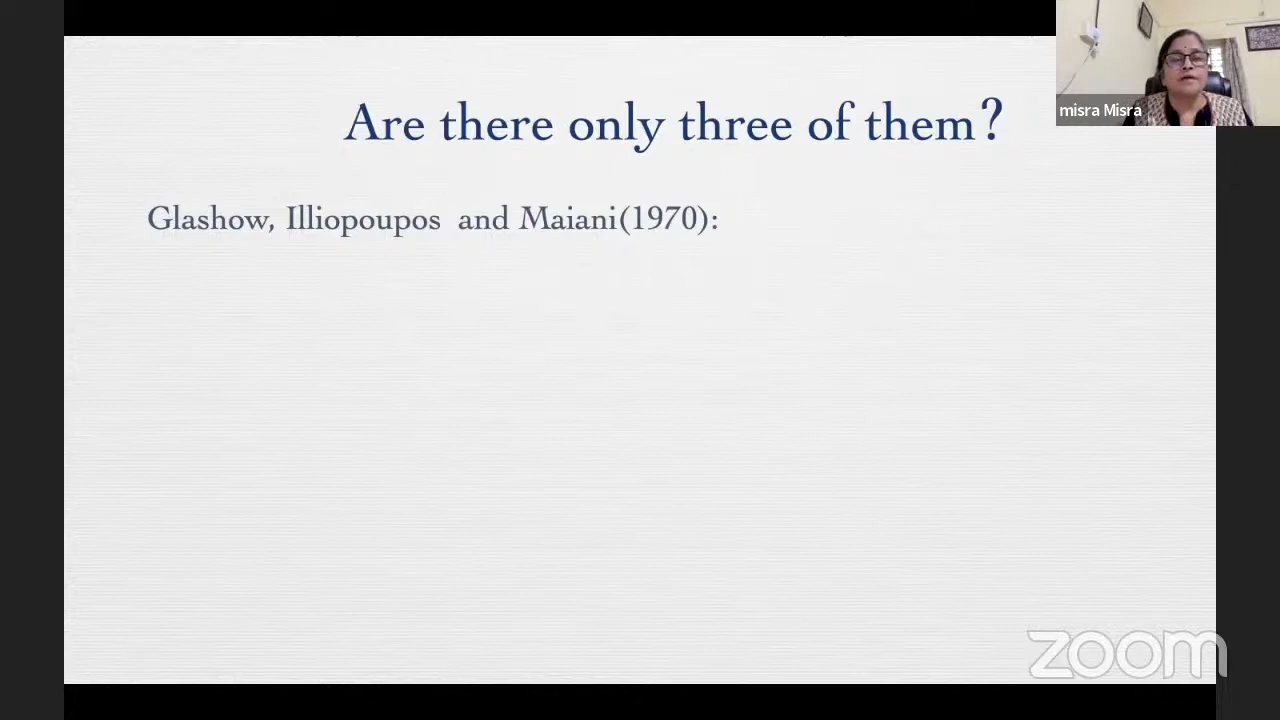 Are there only three of them?
misra Misra
Glashow, Illiopoupos and Maiani(1970):
zoom